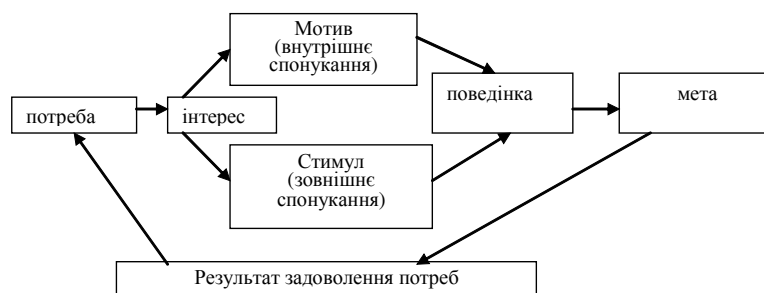 Мотив
(внутрішнє
спонукання)
потреба
інтерес
поведінка
мета
Стимул
(зовнішнє
спонукання)
Результат задоволення потреб